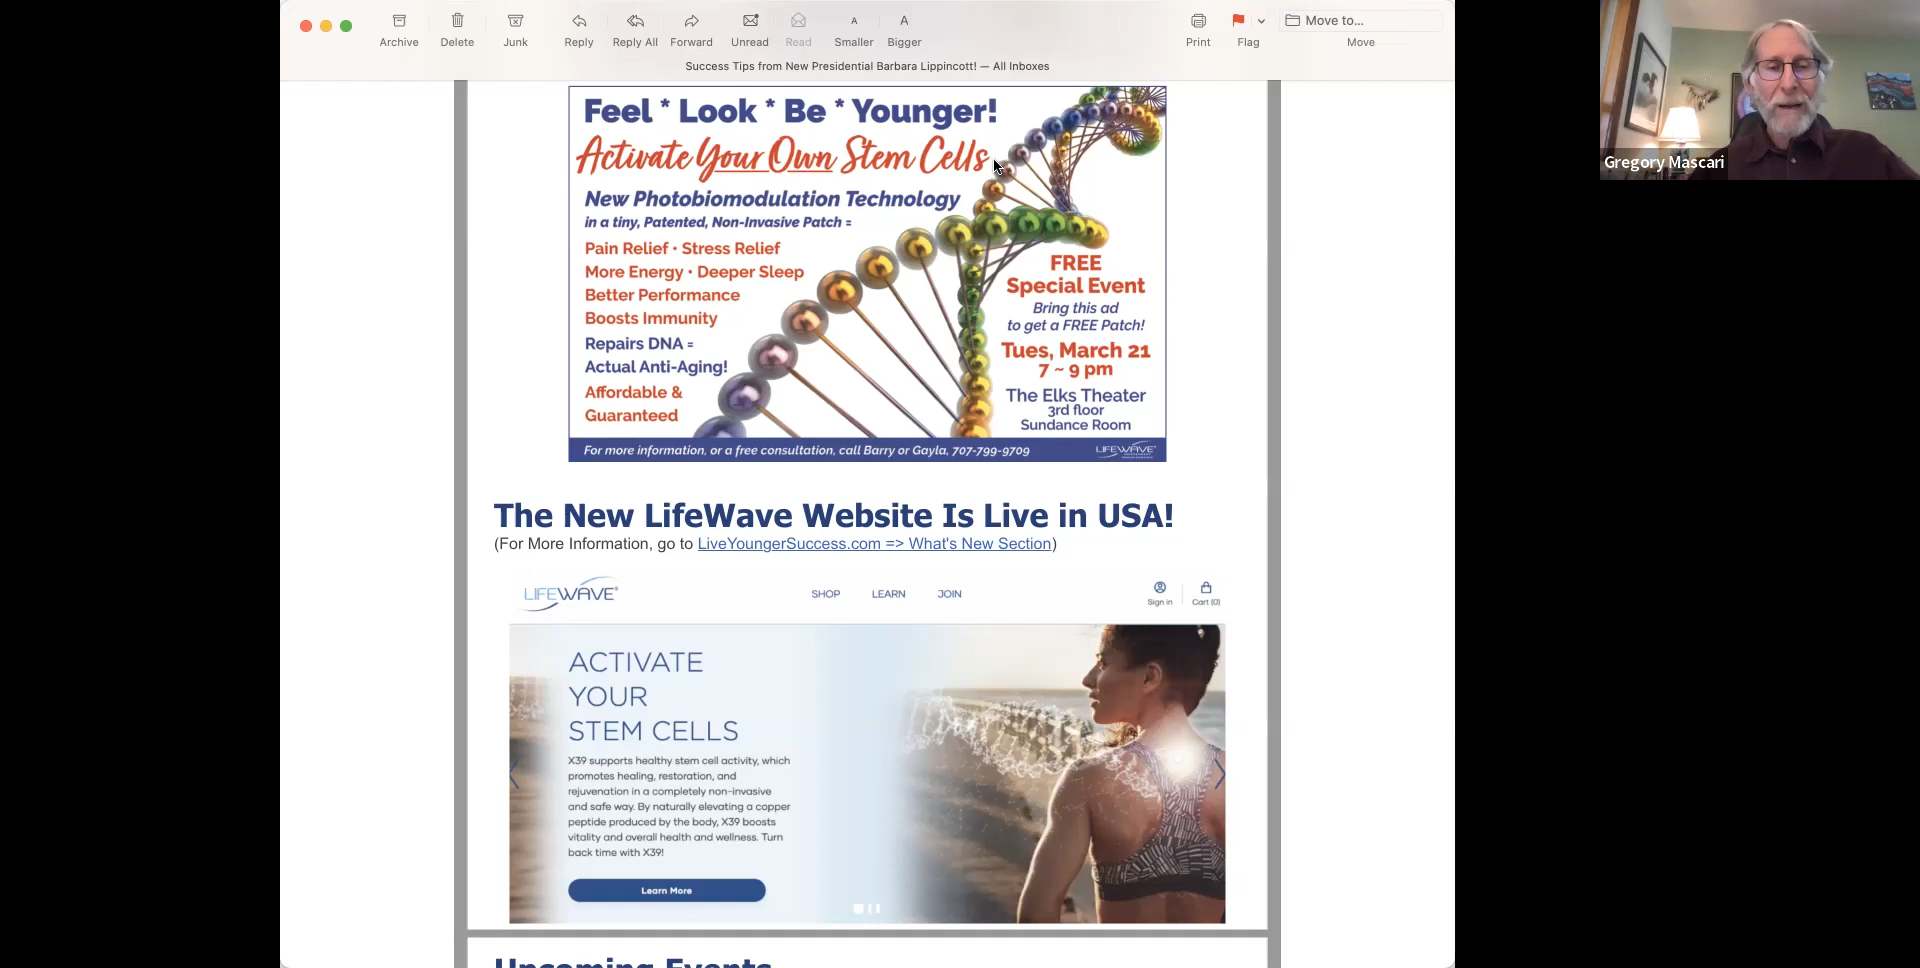 Archive
Delete
Junk
Reply
Reply All
Forward
Unread
Read
A
Smaller
A
Bigger
Print
Flag
Move to...
Move
Success Tips from New Presidential Barbara Lippincott! — All Inboxes
Gregory Mascari
Feel * Look * Be * Younger!
Activate Your Own Stem Cells
New Photobiomodulation Technology
in a tiny, Patented, Non-Invasive Patch =
Pain Relief • Stress Relief
More Energy • Deeper Sleep
Better Performance
Boosts Immunity
Repairs DNA =
Actual Anti-Aging!
Affordable &
Guaranteed
FREE
Special Event
Bring this ad
to get a FREE Patch!
Tues, March 21
7 ~ 9 pm
The Elks Theater
3rd floor
Sundance Room
For more information, or a free consultation, call Barry or Gayla, 707-799-9709
LIFEWAVE
The New LifeWave Website Is Live in USA!
(For More Information, go to LiveYoungerSuccess.com => What's New Section)
LIFEWAVE®
SHOP
LEARN
JOIN
Sign in
Cart (0)
ACTIVATE
YOUR
STEM CELLS
X39 supports healthy stem cell activity, which
promotes healing, restoration, and
rejuvenation in a completely non-invasive
and safe way. By naturally elevating a copper
peptide produced by the body, X39 boosts
vitality and overall health and wellness. Turn
back time with X39!
Learn More
Upcoming Events